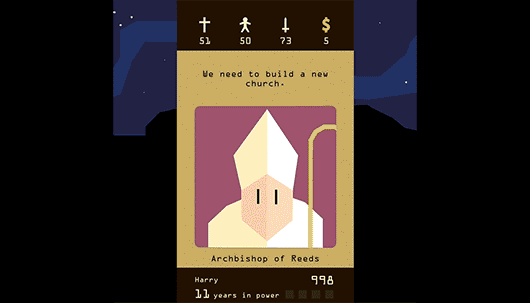 51 50 73 5
We need to build a new
church.
Archbishop of Reeds
Harry 998
11 years in power